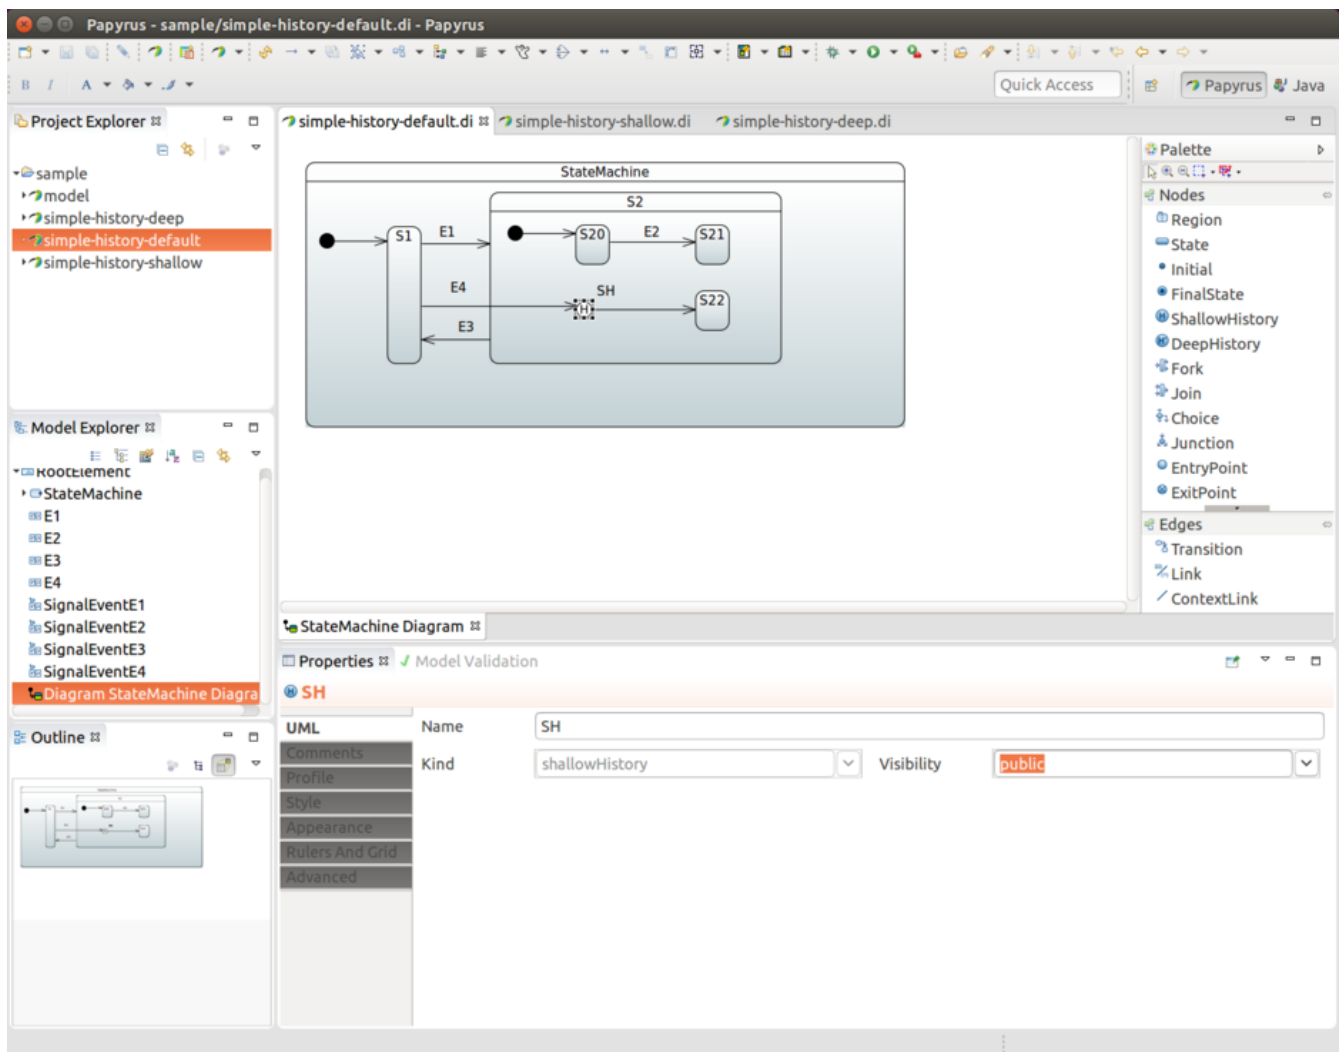 Papyrus - sample/simple-history-default.di - Papyrus
B I A
Quick Access
Papyrus
Java
Project Explorer
sample
model
simple-history-deep
simple-history-default
simple-history-shallow
Model Explorer
RootElement
StateMachine
E1
E2
E3
E4
SignalEventE1
SignalEventE2
SignalEventE3
SignalEventE4
Diagram StateMachine Diagra
Outline
simple-history-default.di
simple-history-shallow.di
simple-history-deep.di
StateMachine
S2
S1
E1
S20
E2
S21
E4
SH
H
S22
E3
Palette
Nodes
Region
State
Initial
FinalState
ShallowHistory
DeepHistory
Fork
Join
Choice
Junction
EntryPoint
ExitPoint
Edges
Transition
Link
ContextLink
StateMachine Diagram
Properties
Model Validation
SH
UML
Comments
Profile
Style
Appearance
Rulers And Grid
Advanced
Name SH
Kind shallowHistory Visibility public